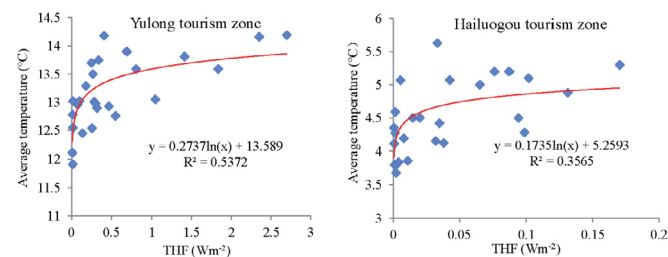 Yulong tourism zone
Average temperature (°C)
14.5
14
13.5
13
12.5
12
11.5
11
y = 0.2737ln(x) + 13.589
R² = 0.5372
0 0.5 1 1.5 2 2.5 3
THF (Wm⁻²)
Hailuogou tourism zone
Average temperature (°C)
6
5.5
5
4.5
4
3.5
3
y = 0.1735ln(x) + 5.2593
R² = 0.3565
0 0.05 0.1 0.15 0.2
THF (Wm⁻²)